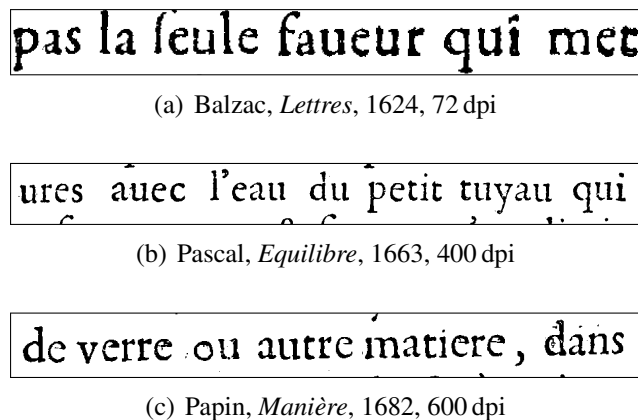 pas la ſeule faueur qui met
(a) Balzac, Lettres, 1624, 72 dpi
ures auec l'eau du petit tuyau qui
(b) Pascal, Equilibre, 1663, 400 dpi
de verre ou autre matiere, dans
(c) Papin, Manière, 1682, 600 dpi